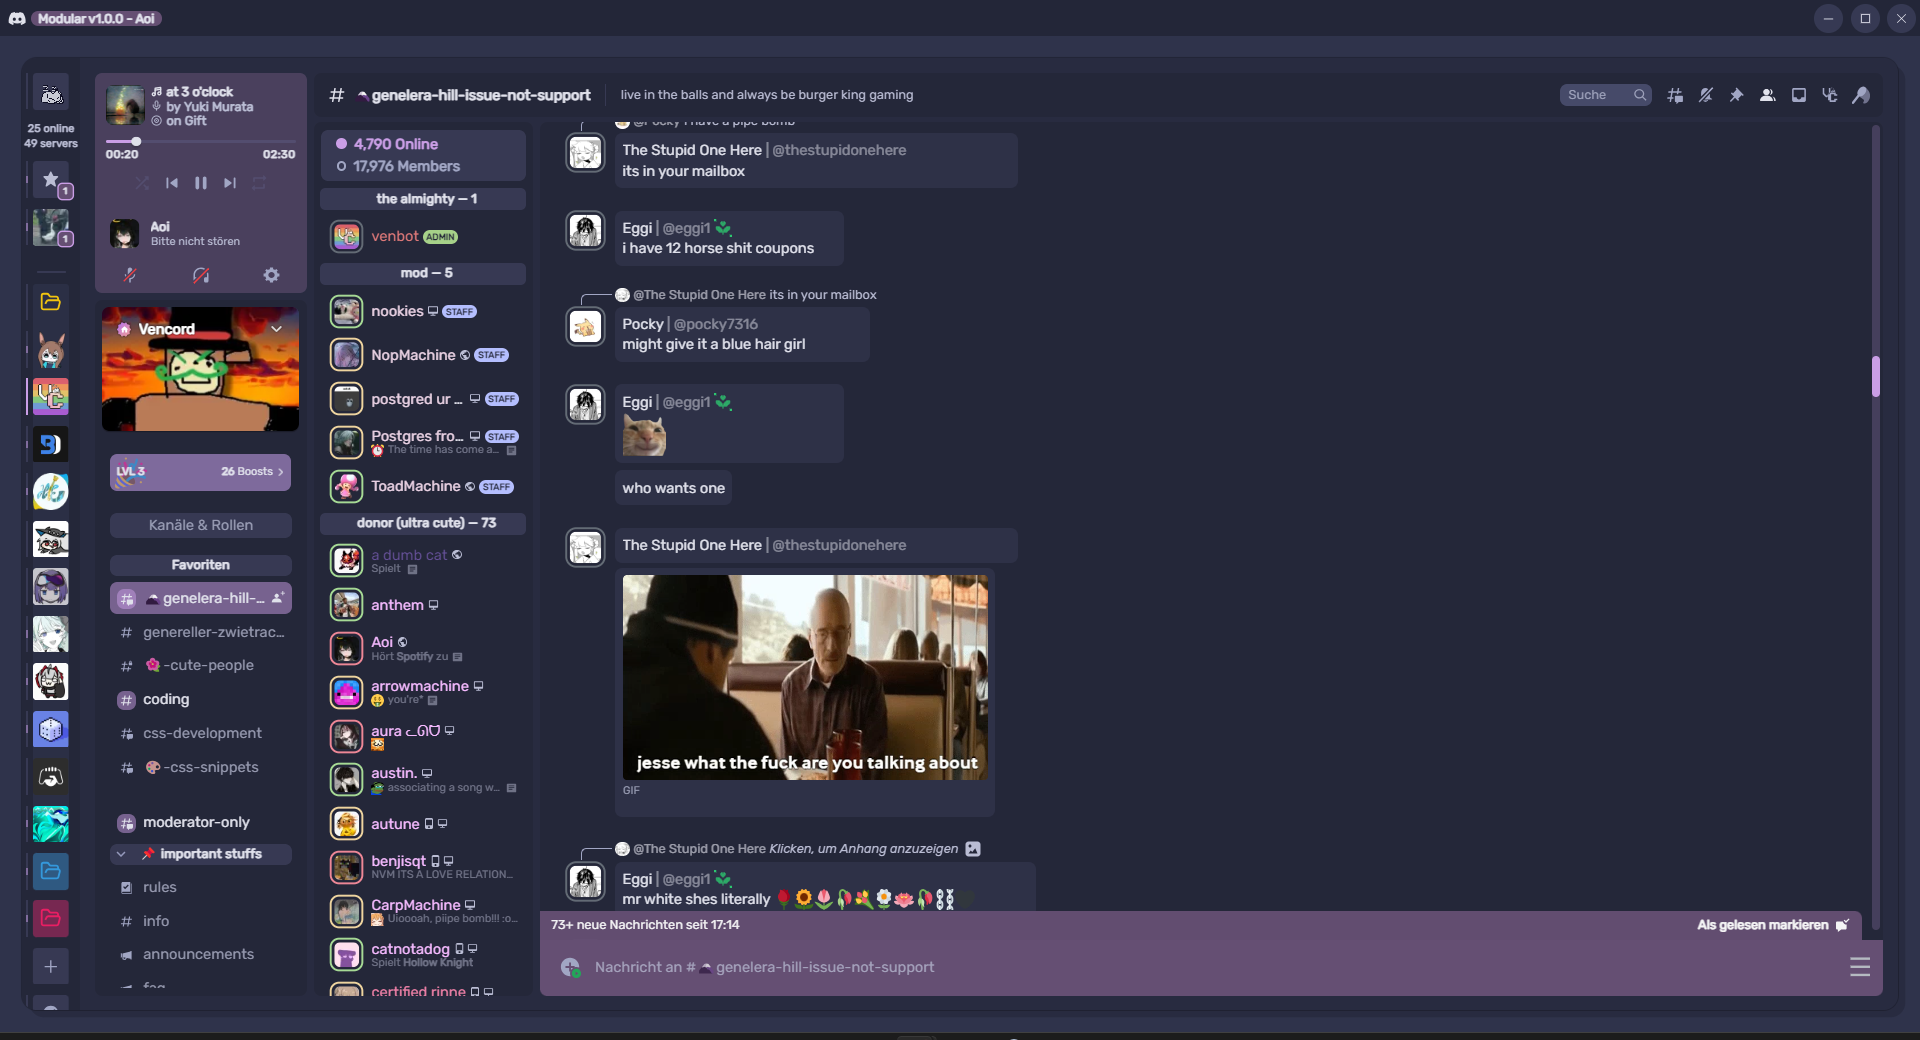 Modular v1.0.0 - Aoi
25 online
49 servers
1
1
at 3 o'clock
by Yuki Murata
on Gift
00:20
02:30
Aoi
Bitte nicht stören
Vencord
LVL 3
26 Boosts
Kanäle & Rollen
Favoriten
genelera-hill-...
genereller-zwietrac...
-cute-people
coding
css-development
-css-snippets
moderator-only
important stuffs
rules
info
announcements
faq
genelera-hill-issue-not-support
live in the balls and always be burger king gaming
Suche
4,790 Online
17,976 Members
the almighty — 1
venbot ADMIN
mod — 5
nookies STAFF
NopMachine STAFF
postgred ur ... STAFF
Postgres fro... STAFF
The time has come a...
ToadMachine STAFF
donor (ultra cute) — 73
a dumb cat
Spielt
anthem
Aoi
Hört Spotify zu
arrowmachine
you're*
aura
austin.
associating a song w...
autune
benjisqt
NVM ITS A LOVE RELATION...
CarpMachine
Uioooah, piipe bomb!!! :o...
catnotadog
Spielt Hollow Knight
certified rinne
@Pocky i have a pipe bomb
The Stupid One Here | @thestupidonehere
its in your mailbox
Eggi | @eggi1
i have 12 horse shit coupons
@The Stupid One Here its in your mailbox
Pocky | @pocky7316
might give it a blue hair girl
Eggi | @eggi1
who wants one
The Stupid One Here | @thestupidonehere
jesse what the fuck are you talking about
GIF
@The Stupid One Here Klicken, um Anhang anzuzeigen
Eggi | @eggi1
mr white shes literally
73+ neue Nachrichten seit 17:14
Als gelesen markieren
Nachricht an # genelera-hill-issue-not-support